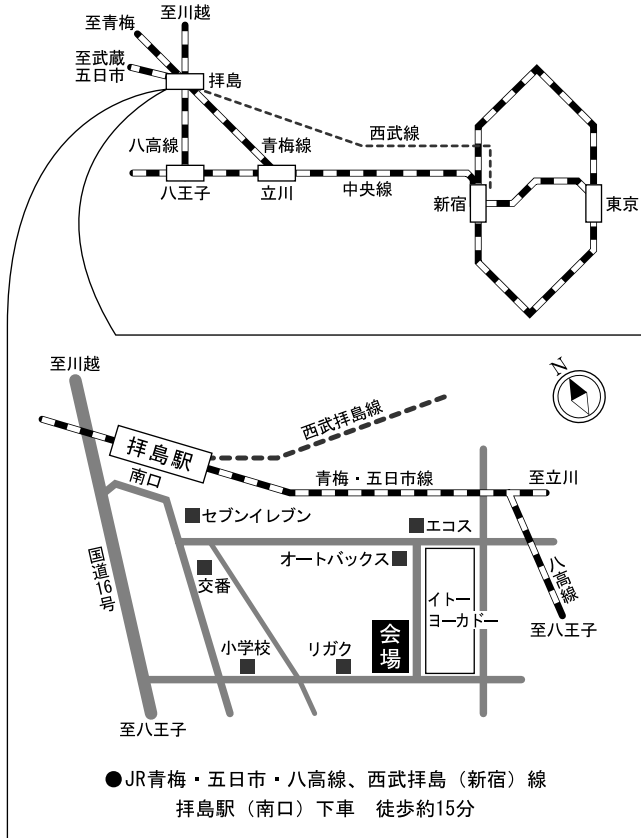 至青梅
至川越
至武蔵
五日市
拝島
八高線
青梅線
西武線
八王子
立川
中央線
新宿
東京
至川越
N
西武拝島線
拝島駅
南口
青梅・五日市線
至立川
セブンイレブン
エコス
国道16号
交番
オートバックス
イトー
ヨーカドー
八高線
至八王子
小学校
リガク
会場
至八王子
●JR青梅・五日市・八高線、西武拝島（新宿）線
拝島駅（南口）下車　徒歩約15分